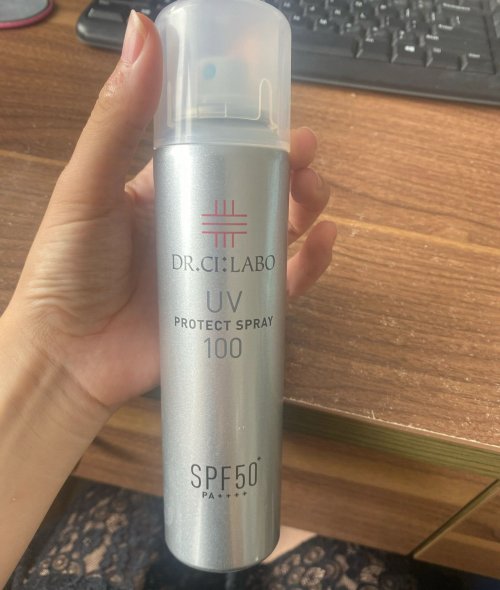 DR.CI:LABO
UV
PROTECT SPRAY
100
SPF50+
PA++++